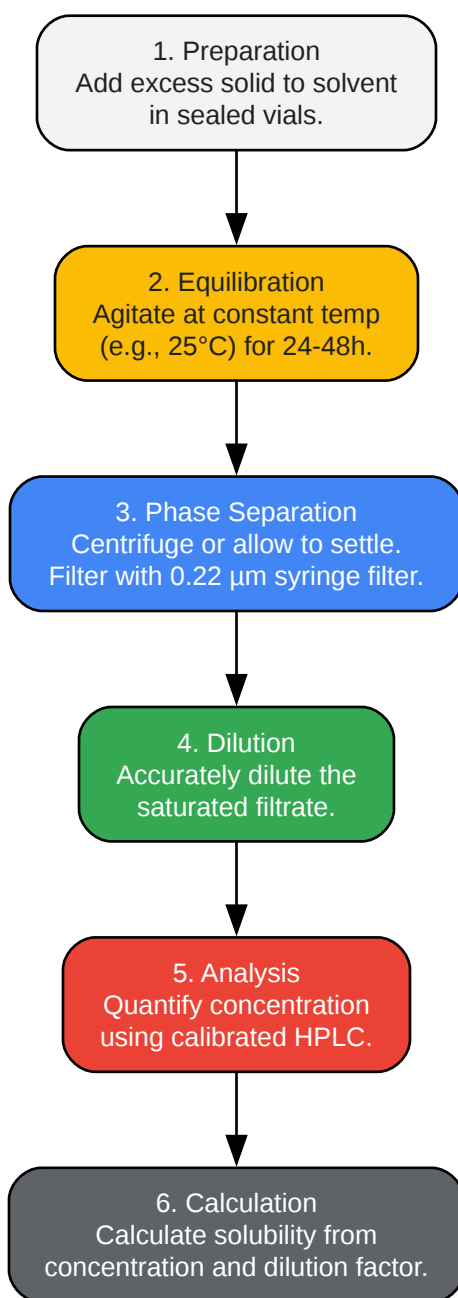 1. Preparation
Add excess solid to solvent
in sealed vials.
2. Equilibration
Agitate at constant temp
(e.g., 25°C) for 24-48h.
3. Phase Separation
Centrifuge or allow to settle.
Filter with 0.22 µm syringe filter.
4. Dilution
Accurately dilute the
saturated filtrate.
5. Analysis
Quantify concentration
using calibrated HPLC.
6. Calculation
Calculate solubility from
concentration and dilution factor.